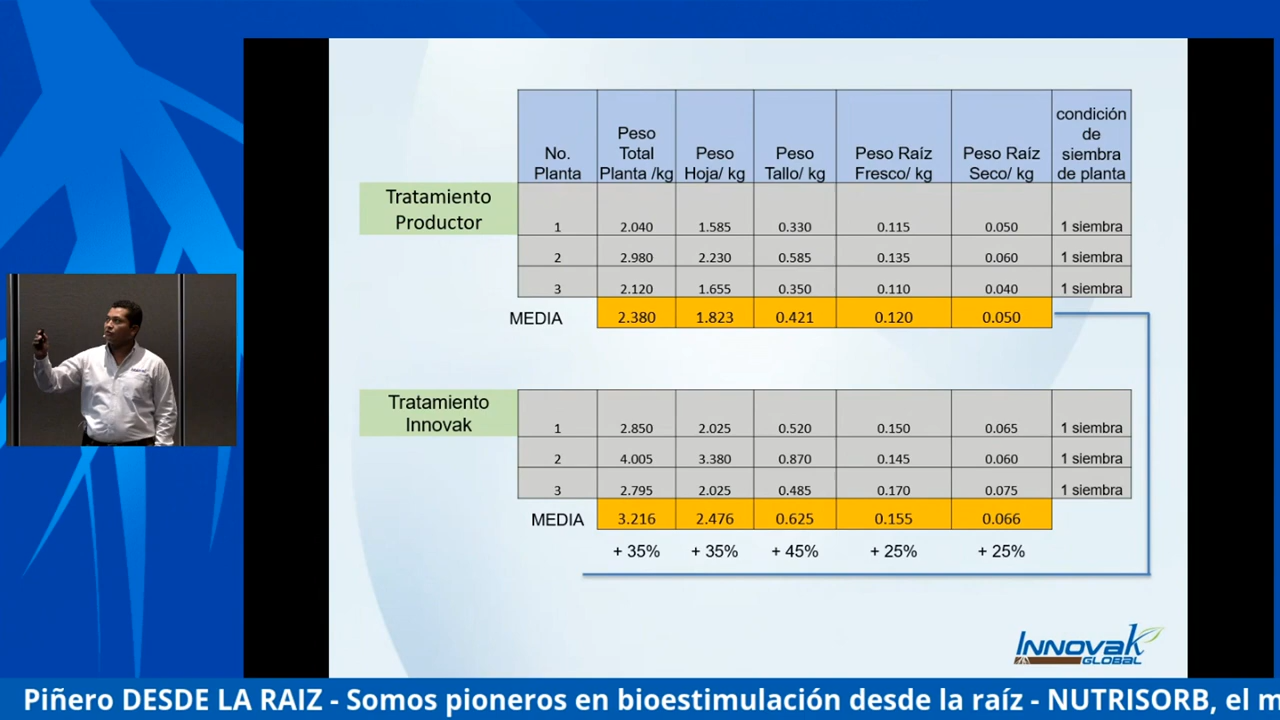 No. Planta Peso Total Planta /kg Peso Hoja/ kg Peso Tallo/ kg Peso Raíz Fresco/ kg Peso Raíz Seco/ kg condición de siembra de planta
Tratamiento Productor
1 2.040 1.585 0.330 0.115 0.050 1 siembra
2 2.980 2.230 0.585 0.135 0.060 1 siembra
3 2.120 1.655 0.350 0.110 0.040 1 siembra
MEDIA 2.380 1.823 0.421 0.120 0.050
Tratamiento Innovak
1 2.850 2.025 0.520 0.150 0.065 1 siembra
2 4.005 3.380 0.870 0.145 0.060 1 siembra
3 2.795 2.025 0.485 0.170 0.075 1 siembra
MEDIA 3.216 2.476 0.625 0.155 0.066
+ 35% + 35% + 45% + 25% + 25%
Innovak
GLOBAL
Piñero DESDE LA RAIZ - Somos pioneros en bioestimulación desde la raíz - NUTRISORB, el m